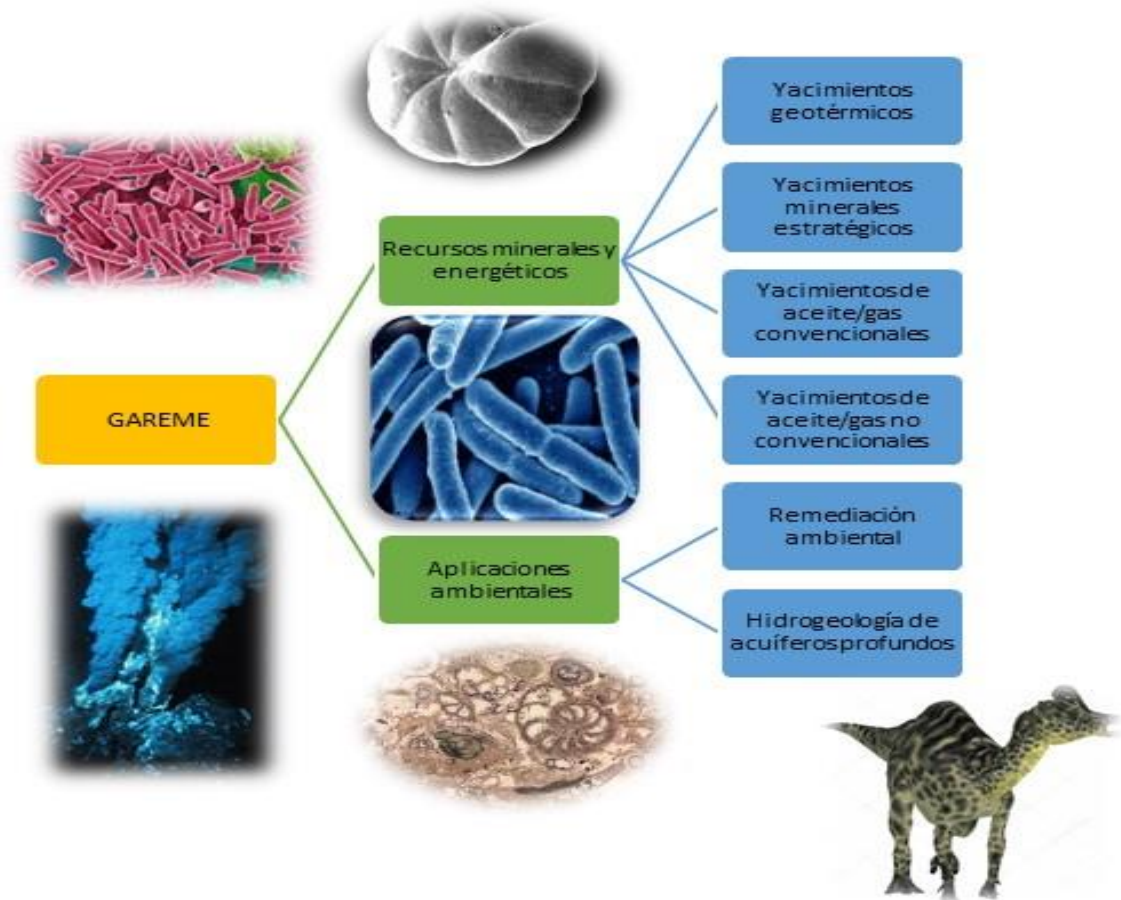 GAREME
Recursos minerales y
energéticos
Aplicaciones
ambientales
Yacimientos
geotérmicos
Yacimientos
minerales
estratégicos
Yacimientos de
aceite/gas
convencionales
Yacimientos de
aceite/gas no
convencionales
Remediación
ambiental
Hidrogeología de
acuíferos profundos